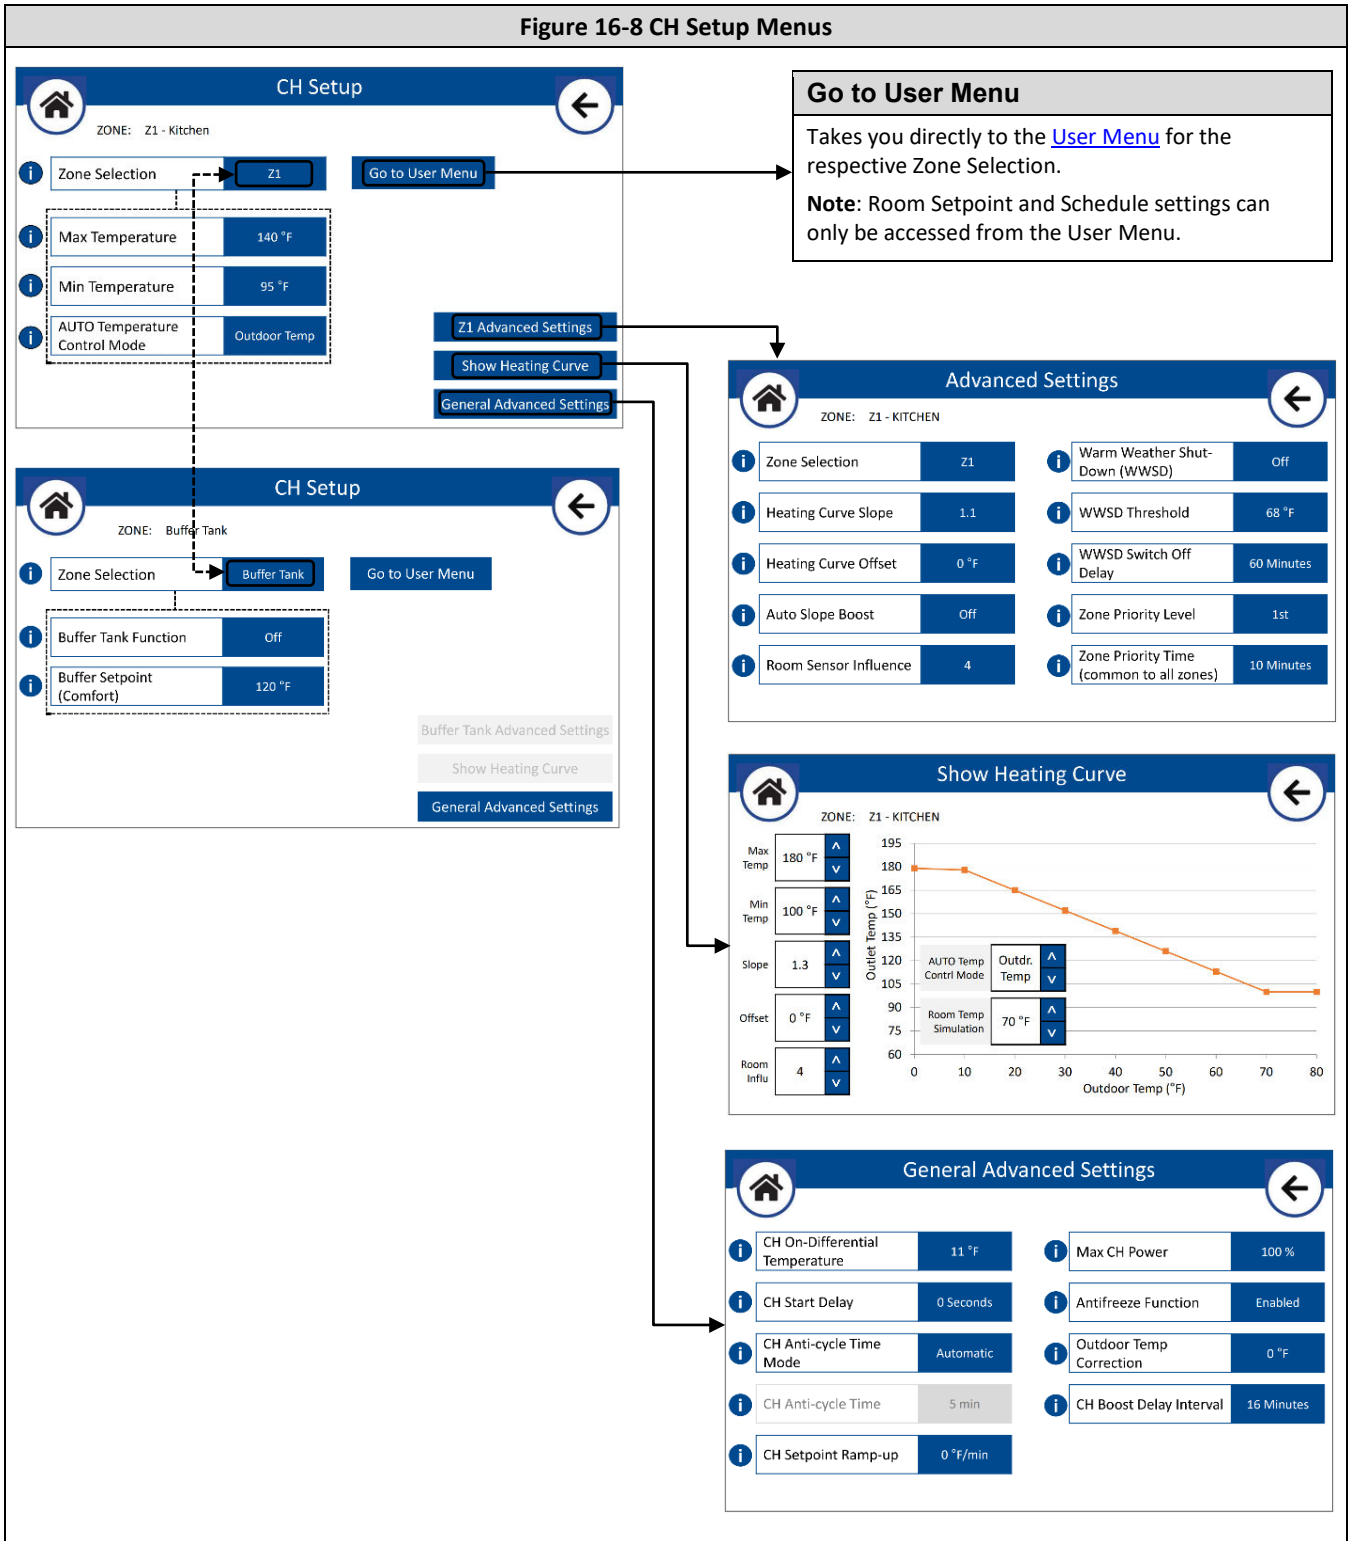 Figure 16-8 CH Setup Menus
CH Setup
ZONE: Z1 - Kitchen
i Zone Selection Z1 Go to User Menu
i Max Temperature 140 °F
i Min Temperature 95 °F
i AUTO Temperature
Control Mode Outdoor Temp
Z1 Advanced Settings
Show Heating Curve
General Advanced Settings
Go to User Menu
Takes you directly to the User Menu for the
respective Zone Selection.
Note: Room Setpoint and Schedule settings can
only be accessed from the User Menu.
CH Setup
ZONE: Buffer Tank
i Zone Selection Buffer Tank Go to User Menu
i Buffer Tank Function Off
i Buffer Setpoint
(Comfort) 120 °F
Buffer Tank Advanced Settings
Show Heating Curve
General Advanced Settings
Advanced Settings
ZONE: Z1 - KITCHEN
i Zone Selection Z1
i Heating Curve Slope 1.1
i Heating Curve Offset 0 °F
i Auto Slope Boost Off
i Room Sensor Influence 4
i Warm Weather Shut-
Down (WWSD) Off
i WWSD Threshold 68 °F
i WWSD Switch Off
Delay 60 Minutes
i Zone Priority Level 1st
i Zone Priority Time
(common to all zones) 10 Minutes
Show Heating Curve
ZONE: Z1 - KITCHEN
Max
Temp 180 °F
Min
Temp 100 °F
Slope 1.3
Offset 0 °F
Room
Influ 4
Outlet Temp (°F)
195
180
165
150
135
120
105
90
75
60
AUTO Temp
Contrl Mode
Outdr.
Temp
Room Temp
Simulation
70 °F
0 10 20 30 40 50 60 70 80
Outdoor Temp (°F)
General Advanced Settings
i CH On-Differential
Temperature 11 °F
i CH Start Delay 0 Seconds
i CH Anti-cycle Time
Mode Automatic
i CH Anti-cycle Time 5 min
i CH Setpoint Ramp-up 0 °F/min
i Max CH Power 100 %
i Antifreeze Function Enabled
i Outdoor Temp
Correction 0 °F
i CH Boost Delay Interval 16 Minutes